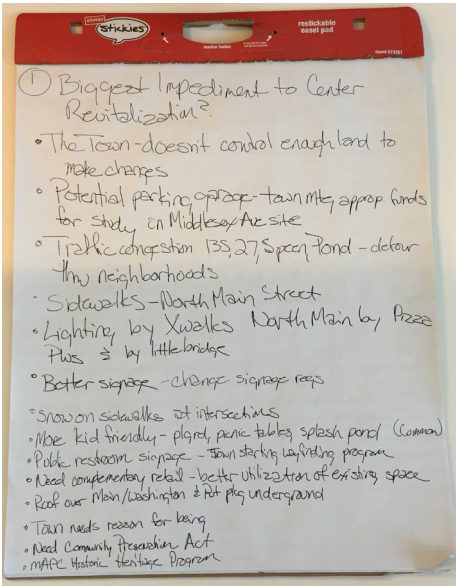 STAPLES
Stickies
restickable
easel pad
marker holder
① Biggest Impediment to Center
Revitalization?
• The Town - doesn't control enough land to
make changes
• Potential parking garage - town mtg approp funds
for study on Middlesex Ave site
• Traffic congestion 135, 27, Speen, Pond - detour
thru neighborhoods
• Sidewalks - North Main Street
• Lighting by Xwalks North Main by Pizza
Plus & by little bridge
• Better signage - change signage regs
• Snow on sidewalks at intersections
• More kid friendly - plgrd, picnic tables, splash pond (Common)
• Public restroom signage - Town starting wayfinding program
• Need complementary retail - better utilization of existing space
• Roof over Main/Washington & Put pkg underground
• Town needs reason for being
• Need Community Preservation Act
• MAPC Historic Heritage Program